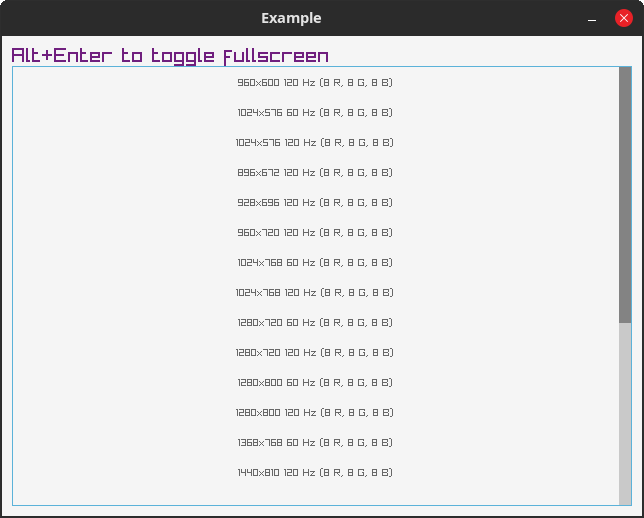 Example
Alt+Enter to toggle fullscreen
960x600 120 Hz (8 R, 8 G, 8 B)
1024x576 60 Hz (8 R, 8 G, 8 B)
1024x576 120 Hz (8 R, 8 G, 8 B)
896x672 120 Hz (8 R, 8 G, 8 B)
928x696 120 Hz (8 R, 8 G, 8 B)
960x720 120 Hz (8 R, 8 G, 8 B)
1024x768 60 Hz (8 R, 8 G, 8 B)
1024x768 120 Hz (8 R, 8 G, 8 B)
1280x720 60 Hz (8 R, 8 G, 8 B)
1280x720 120 Hz (8 R, 8 G, 8 B)
1280x800 60 Hz (8 R, 8 G, 8 B)
1280x800 120 Hz (8 R, 8 G, 8 B)
1368x768 60 Hz (8 R, 8 G, 8 B)
1440x810 120 Hz (8 R, 8 G, 8 B)